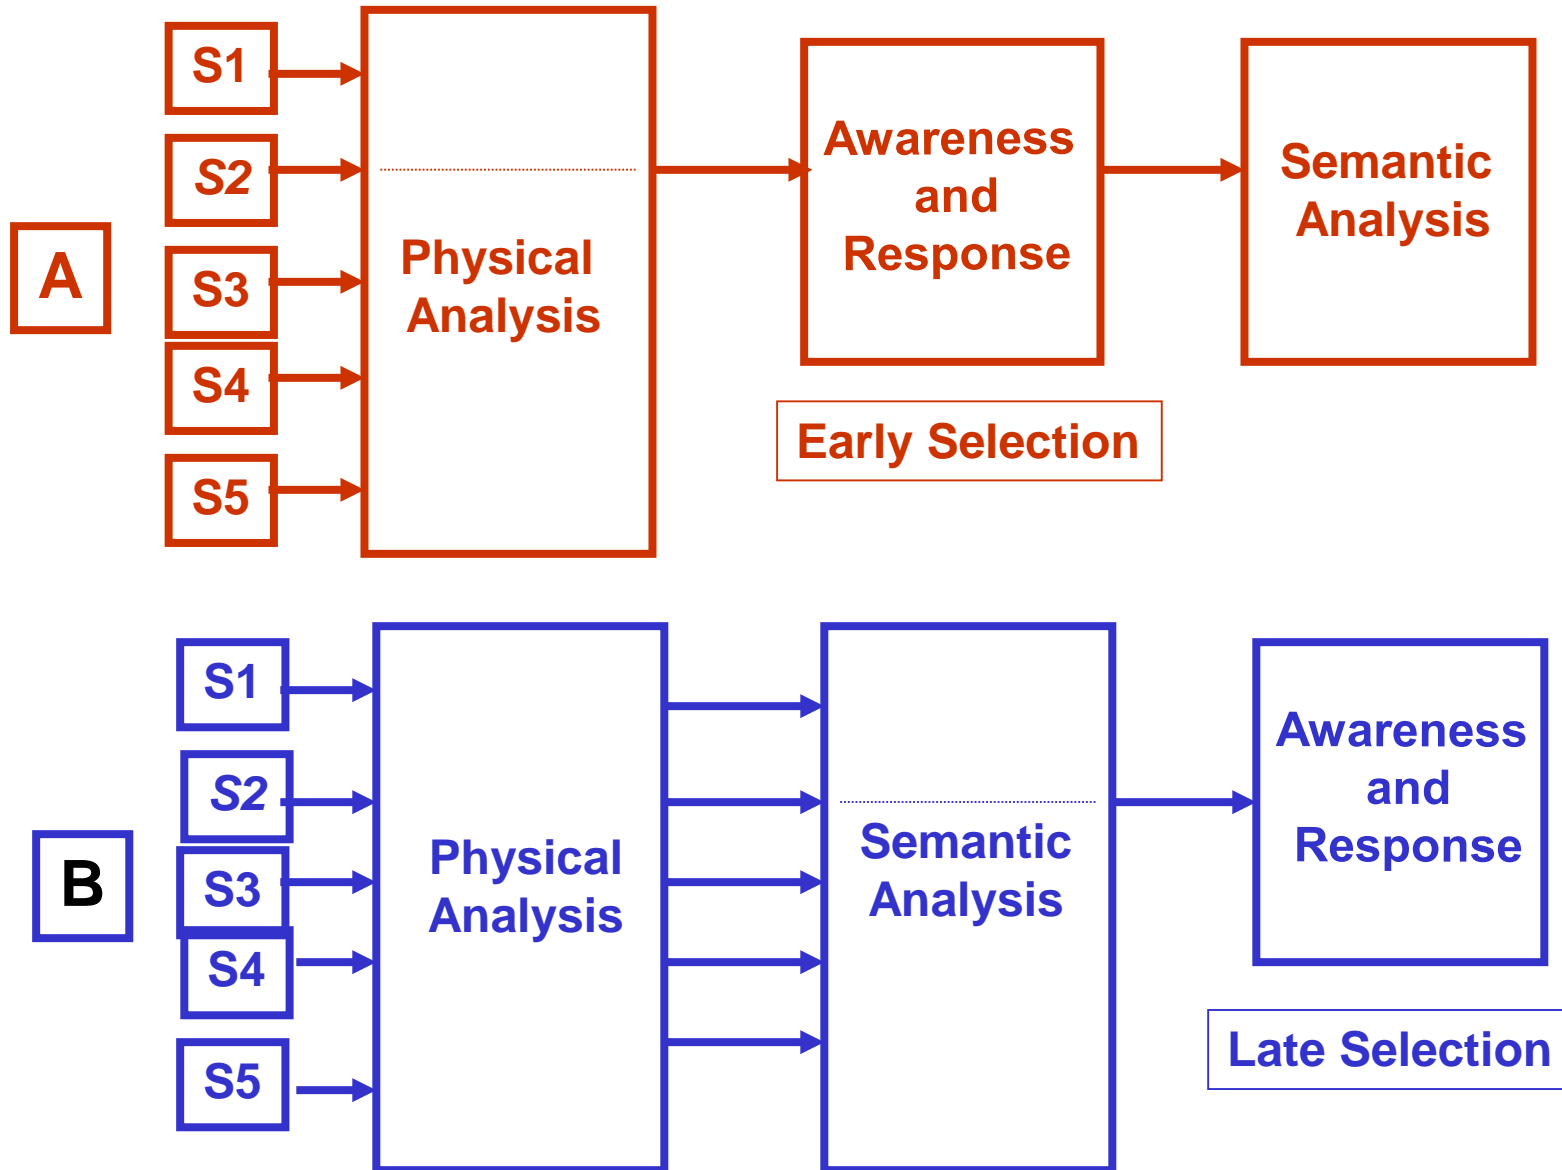 A
S1
S2
S3
S4
S5
Physical
Analysis
Awareness
and
Response
Semantic
Analysis
Early Selection
B
S1
S2
S3
S4
S5
Physical
Analysis
Semantic
Analysis
Awareness
and
Response
Late Selection